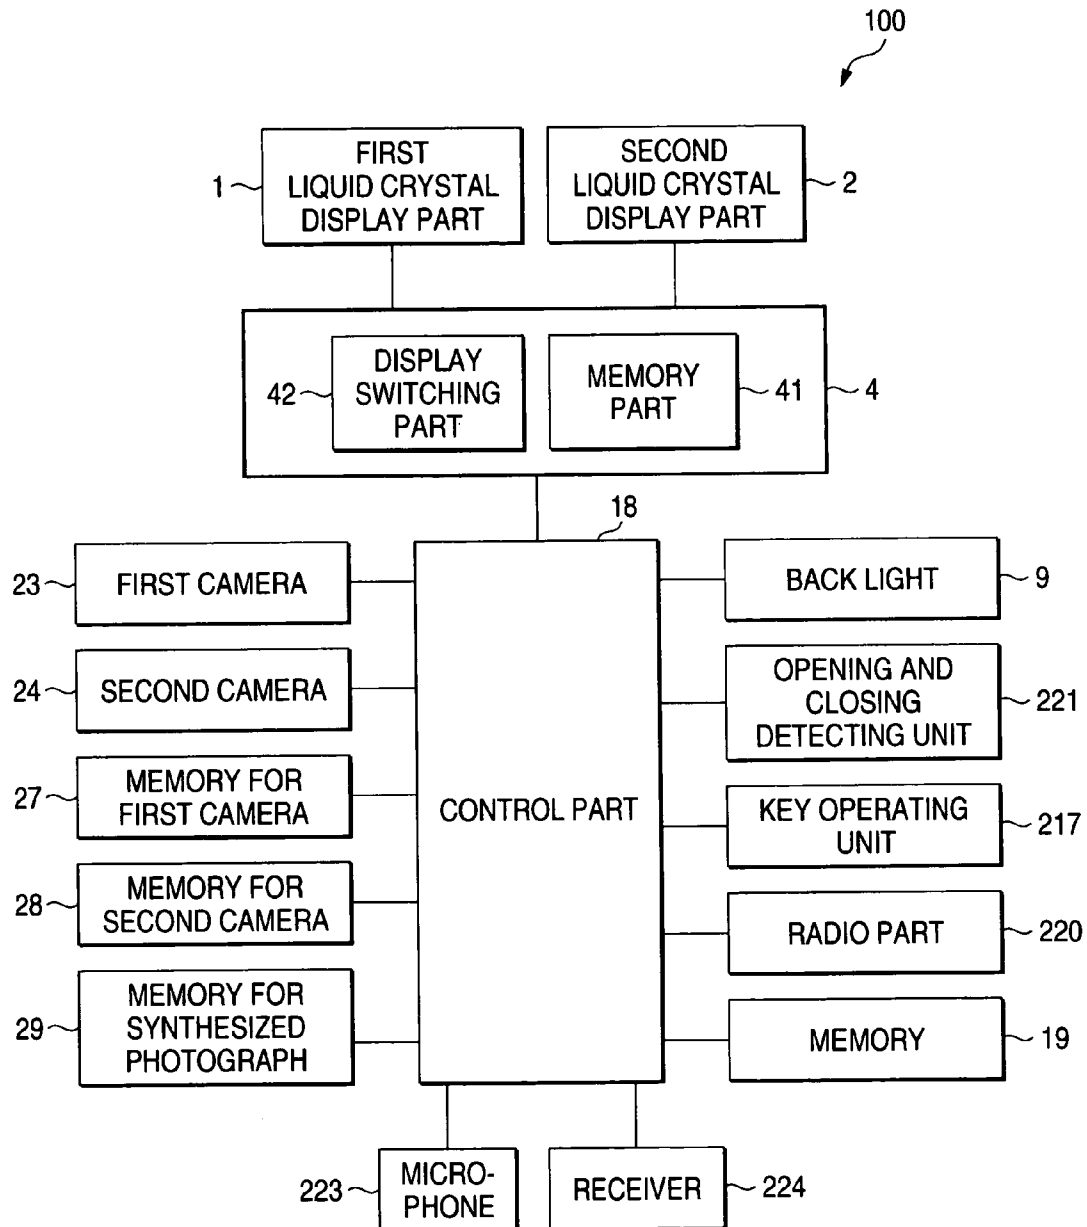 100
FIRST
LIQUID CRYSTAL
DISPLAY PART
1
SECOND
LIQUID CRYSTAL
DISPLAY PART
2
DISPLAY
SWITCHING
PART
42
MEMORY
PART
41
4
18
CONTROL PART
23
FIRST CAMERA
24
SECOND CAMERA
27
MEMORY FOR
FIRST CAMERA
28
MEMORY FOR
SECOND CAMERA
29
MEMORY FOR
SYNTHESIZED
PHOTOGRAPH
BACK LIGHT
9
OPENING AND
CLOSING
DETECTING UNIT
221
KEY OPERATING
UNIT
217
RADIO PART
220
MEMORY
19
223
MICRO-
PHONE
RECEIVER
224